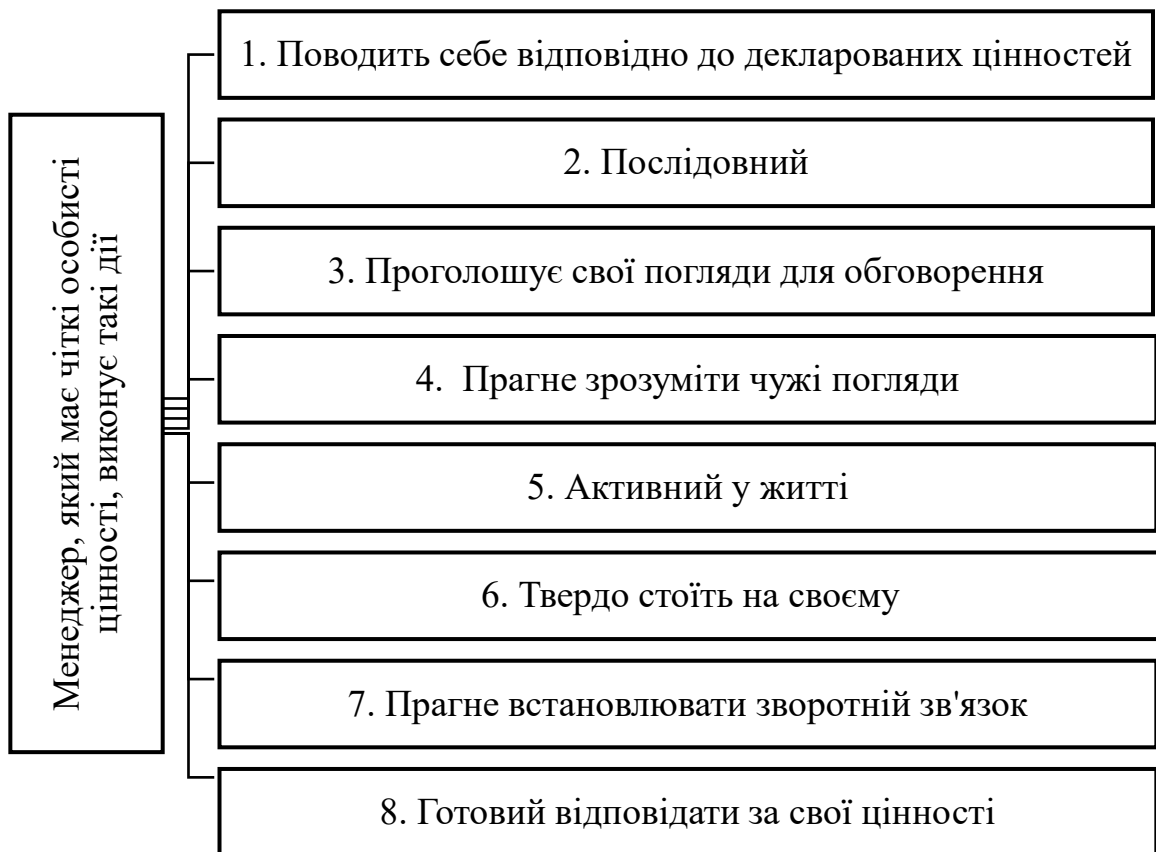 Менеджер, який має чіткі особисті
цінності, виконує такі дії
1. Поводить себе відповідно до декларованих цінностей
2. Послідовний
3. Проголошує свої погляди для обговорення
4. Прагне зрозуміти чужі погляди
5. Активний у житті
6. Твердо стоїть на своєму
7. Прагне встановлювати зворотній зв'язок
8. Готовий відповідати за свої цінності